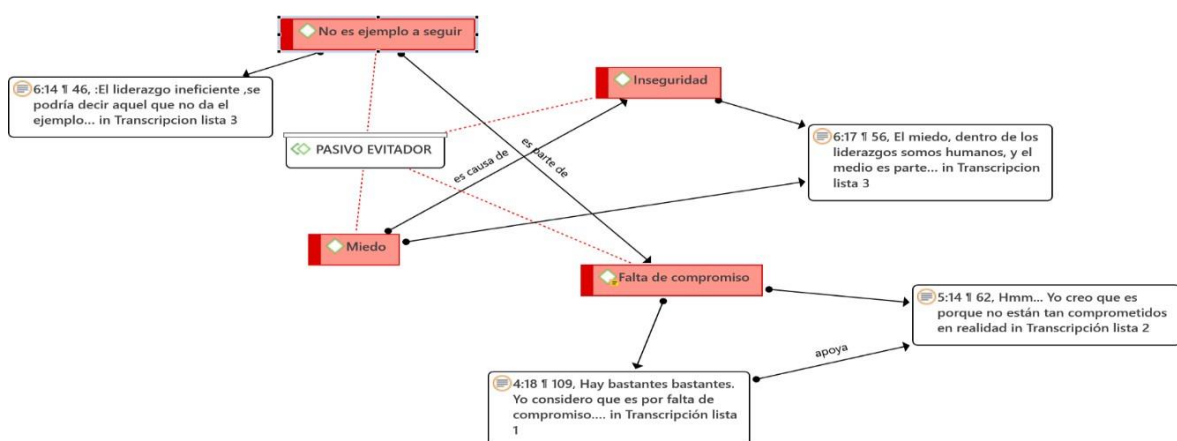 No es ejemplo a seguir
6:14 ¶ 46, :El liderazgo ineficiente ,se
podría decir aquel que no da el
ejemplo... in Transcripcion lista 3
Inseguridad
6:17 ¶ 56, El miedo, dentro de los
liderazgos somos humanos, y el
medio es parte... in Transcripcion
lista 3
PASIVO EVITADOR
es causa de
es parte de
Miedo
Falta de compromiso
5:14 ¶ 62, Hmm... Yo creo que es
porque no están tan comprometidos
en realidad in Transcripción lista 2
apoya
4:18 ¶ 109, Hay bastantes bastantes.
Yo considero que es por falta de
compromiso.... in Transcripción lista
1